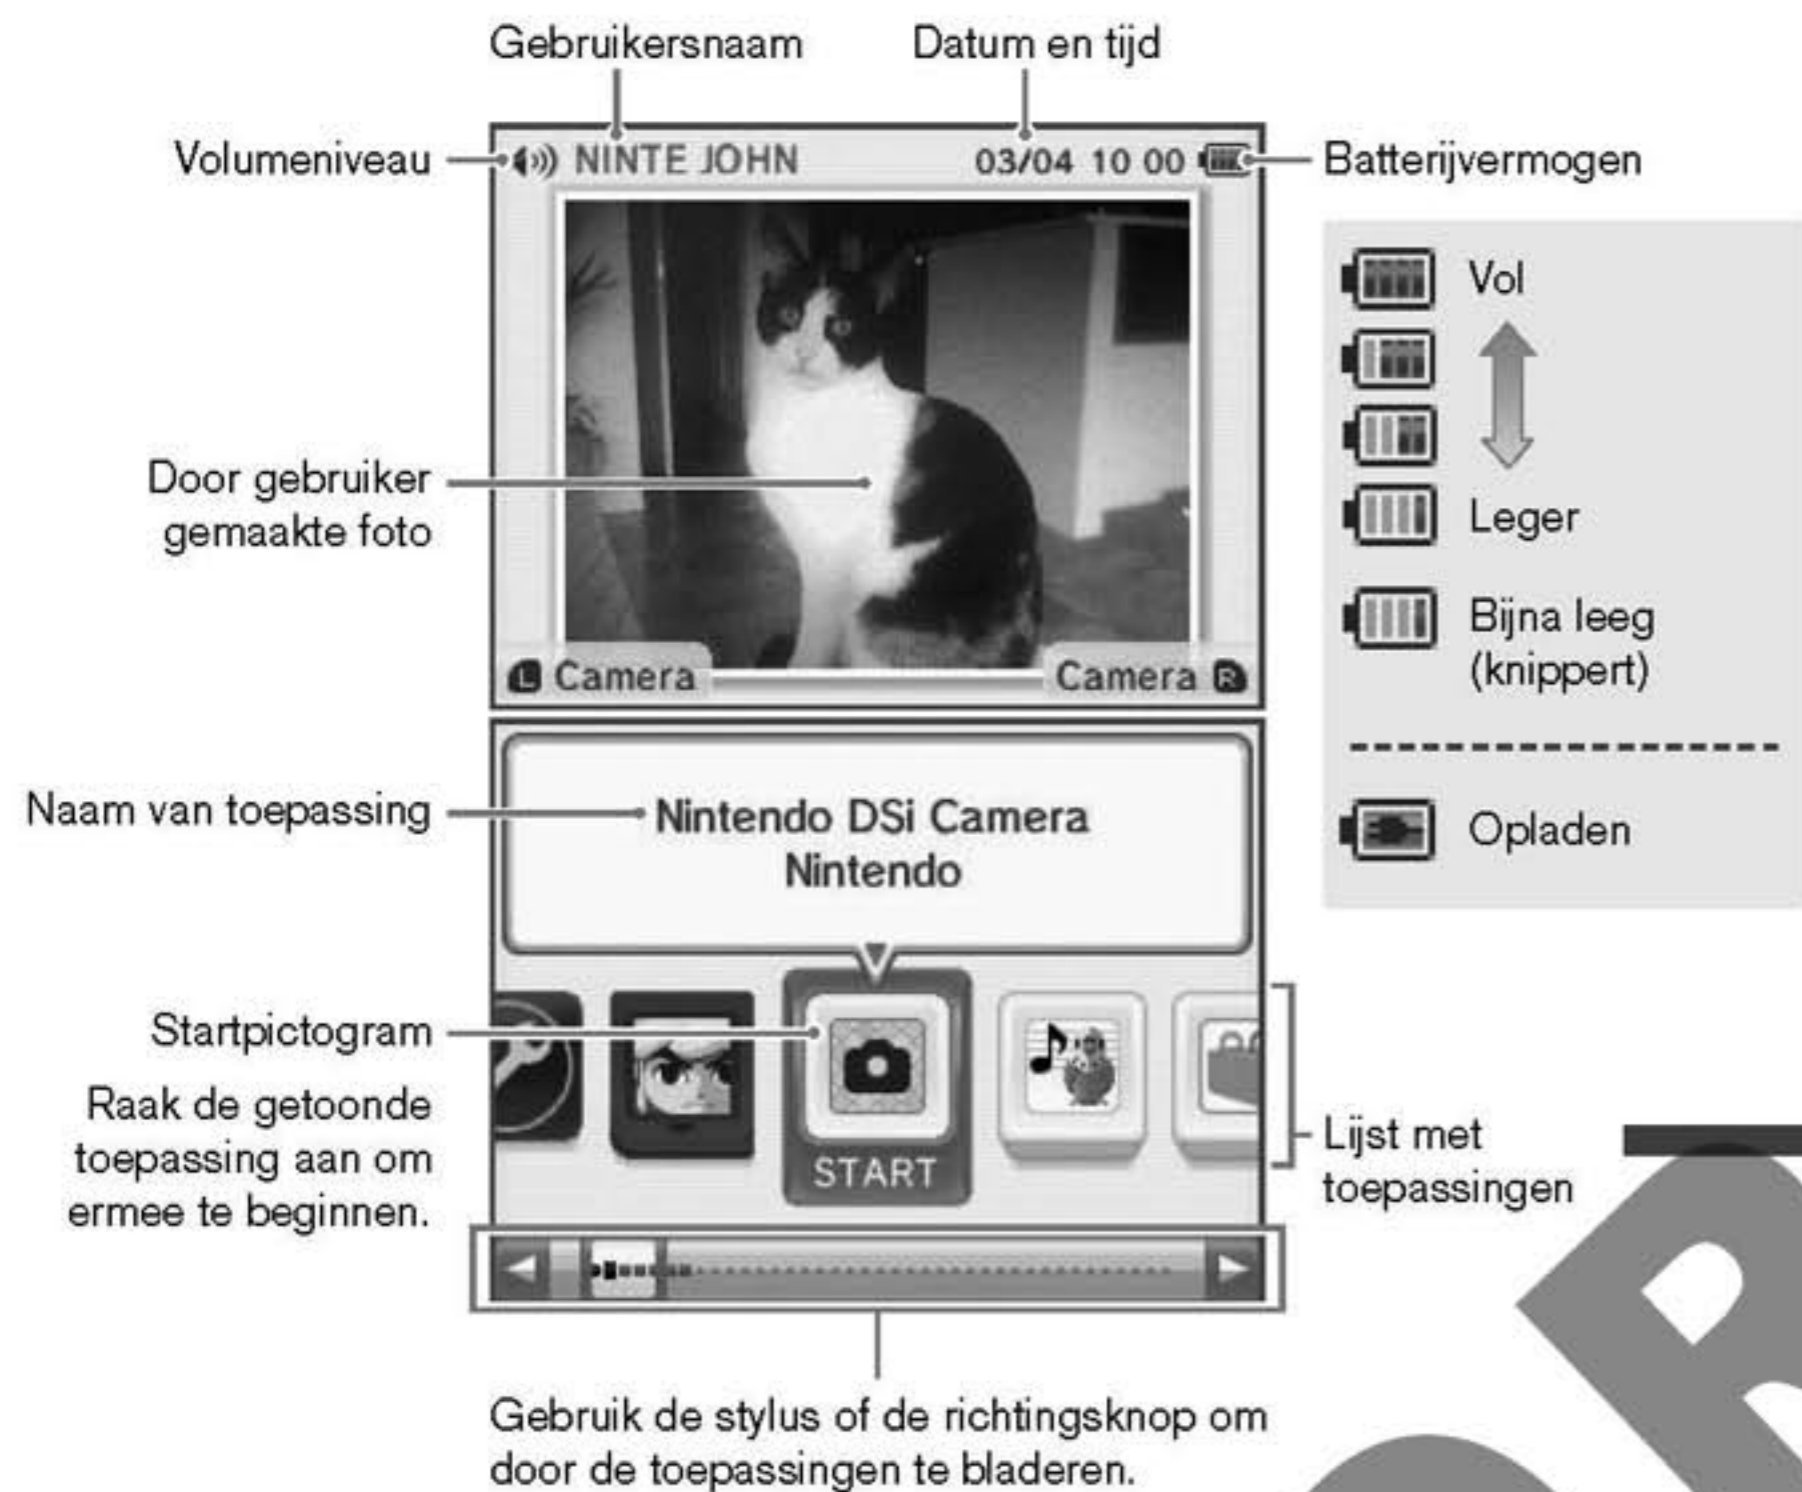 Gebruikersnaam
Datum en tijd
Volumeniveau
NINTE JOHN
03/04 10 00
Batterijvermogen
Vol
Leger
Bijna leeg
(knippert)
Opladen
Door gebruiker
gemaakte foto
L Camera
Camera R
Naam van toepassing
Nintendo DSi Camera
Nintendo
Startpictogram
Raak de getoonde
toepassing aan om
ermee te beginnen.
START
Lijst met
toepassingen
Gebruik de stylus of de richtingsknop om
door de toepassingen te bladeren.
R